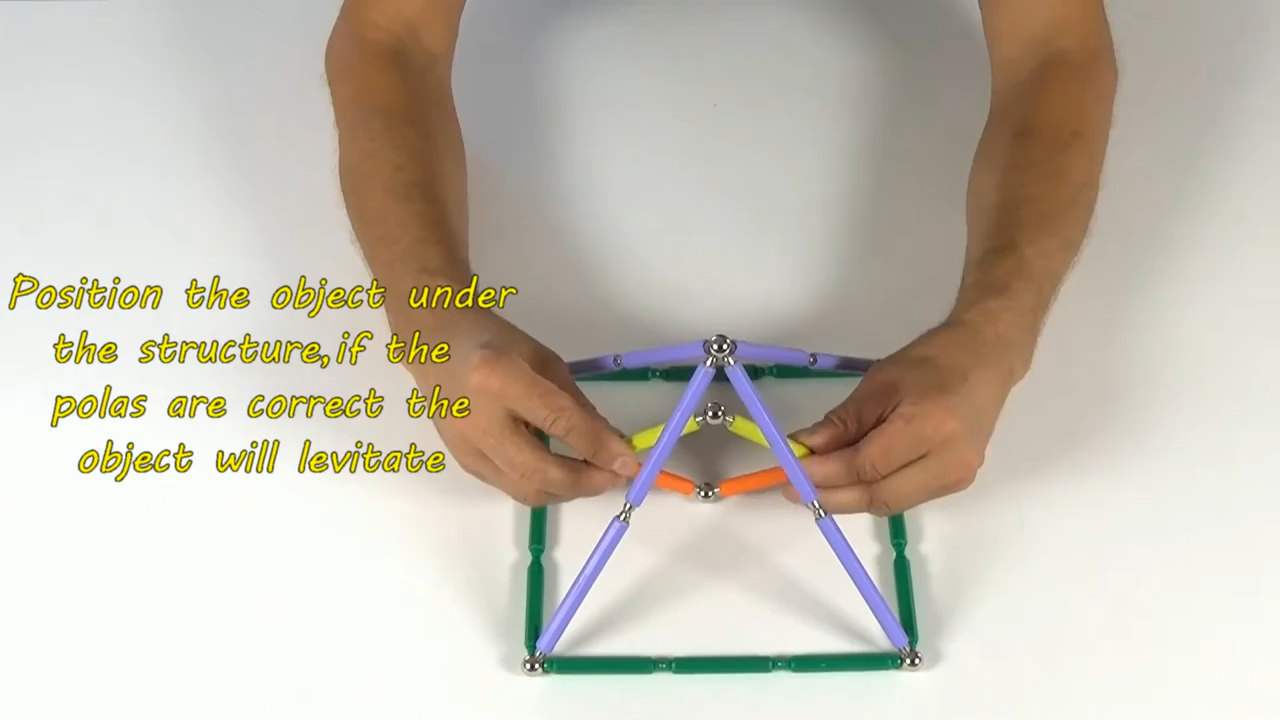 Position the object under
the structure,if the
polas are correct the
object will levitate